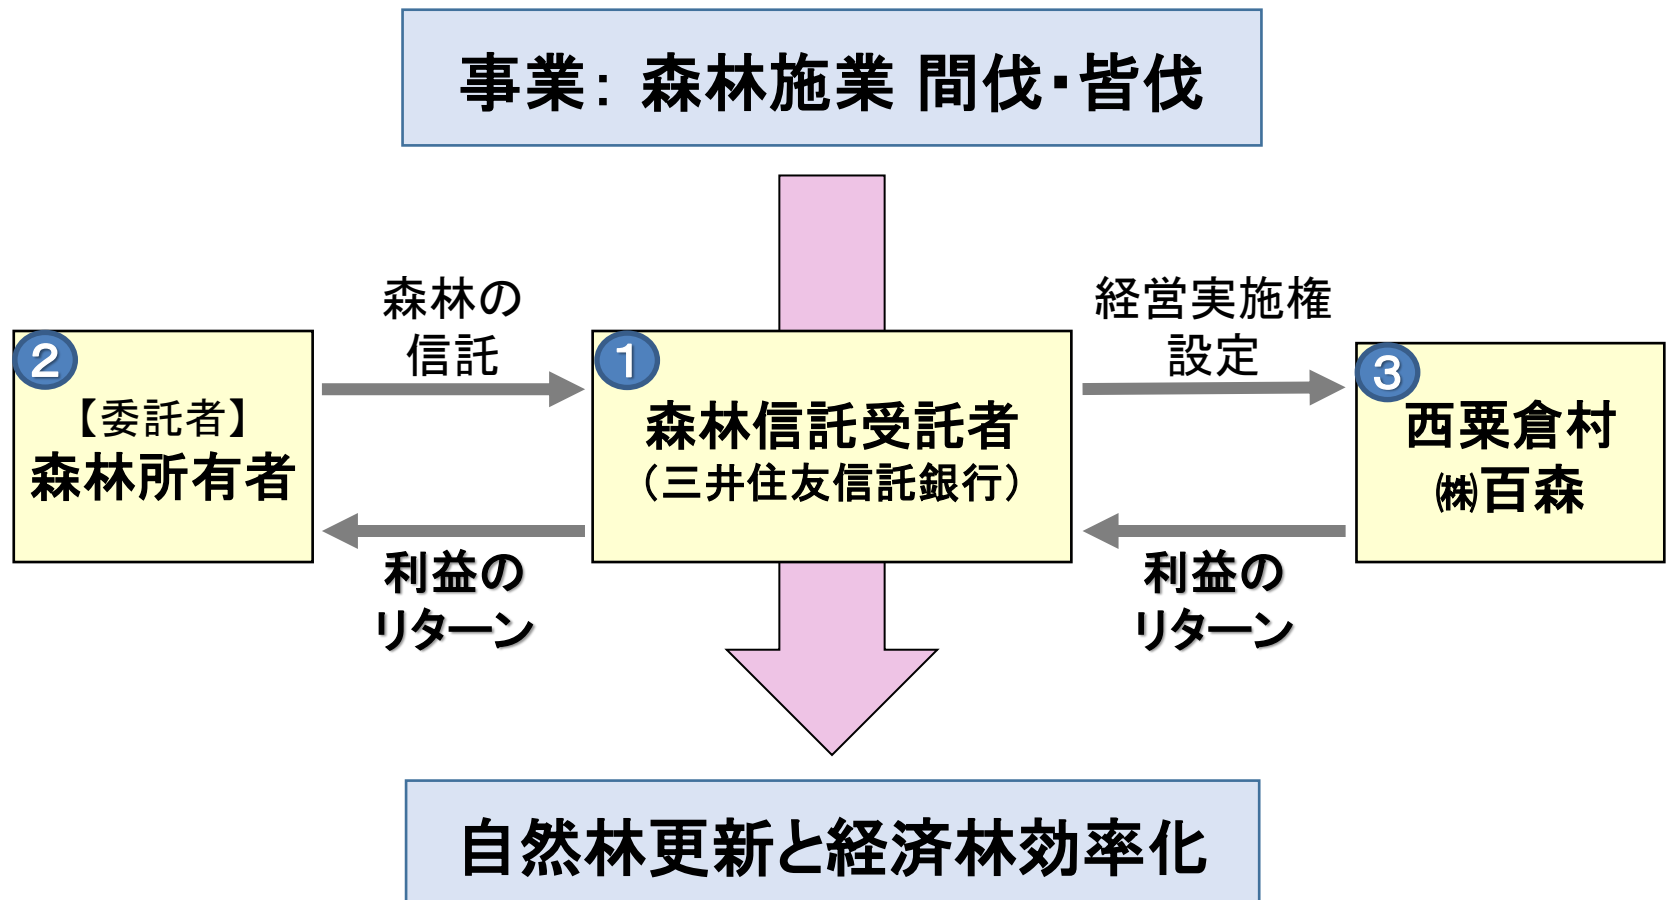 事業： 森林施業 間伐・皆伐
森林の
信託
経営実施権
設定
②
【委託者】
森林所有者
①
森林信託受託者
（三井住友信託銀行）
③
西粟倉村
㈱百森
利益の
リターン
利益の
リターン
自然林更新と経済林効率化